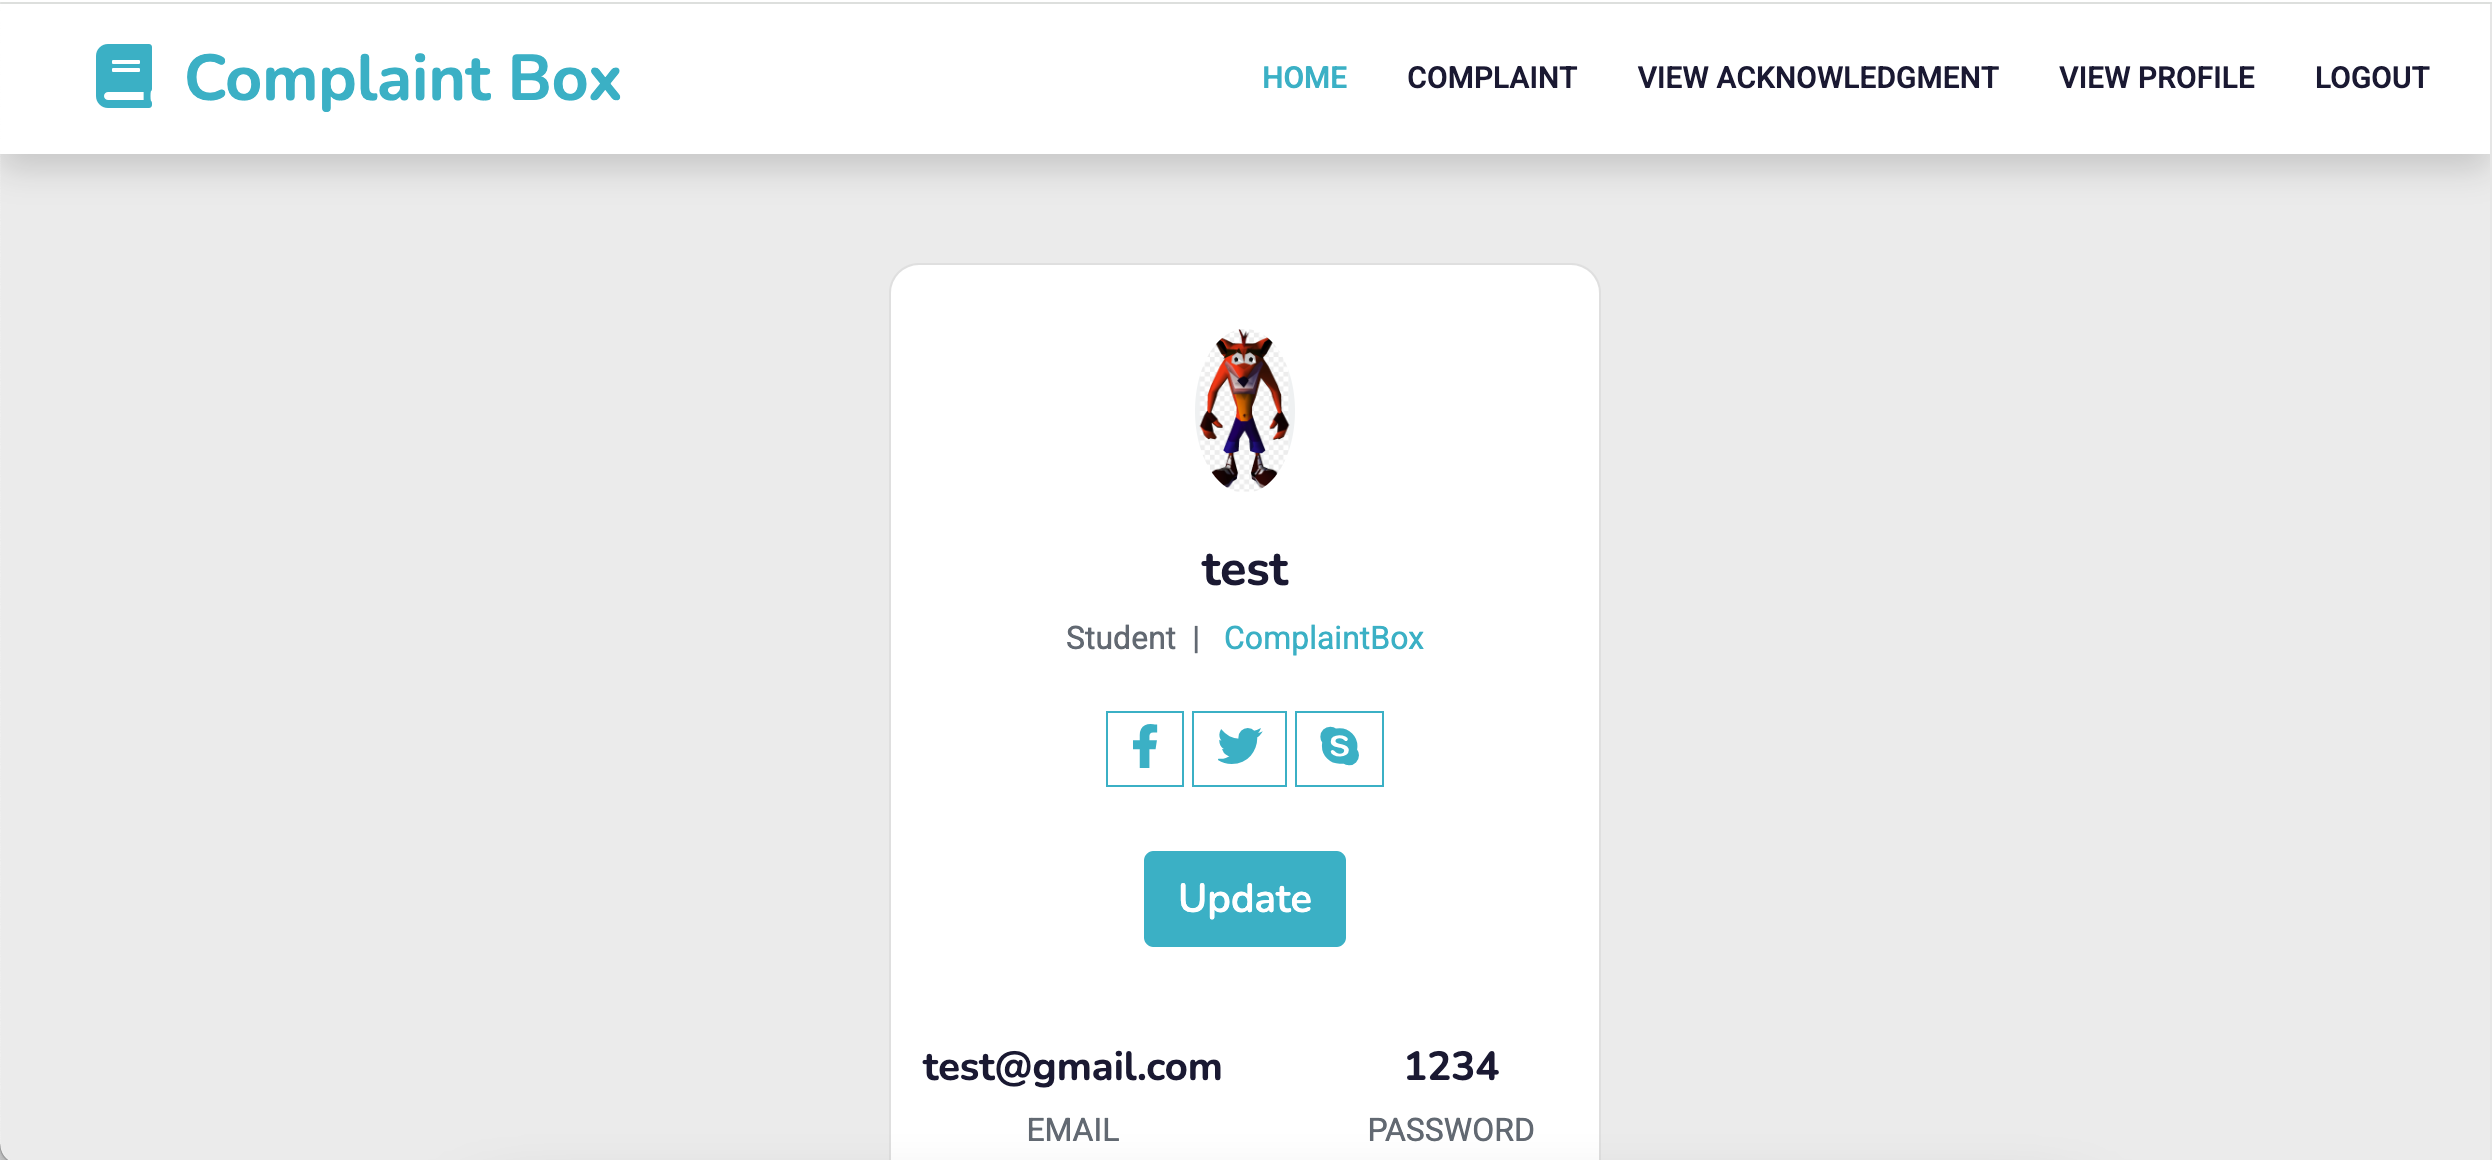 Complaint Box
HOME COMPLAINT VIEW ACKNOWLEDGMENT VIEW PROFILE LOGOUT
test
Student | ComplaintBox
Update
test@gmail.com
EMAIL
1234
PASSWORD